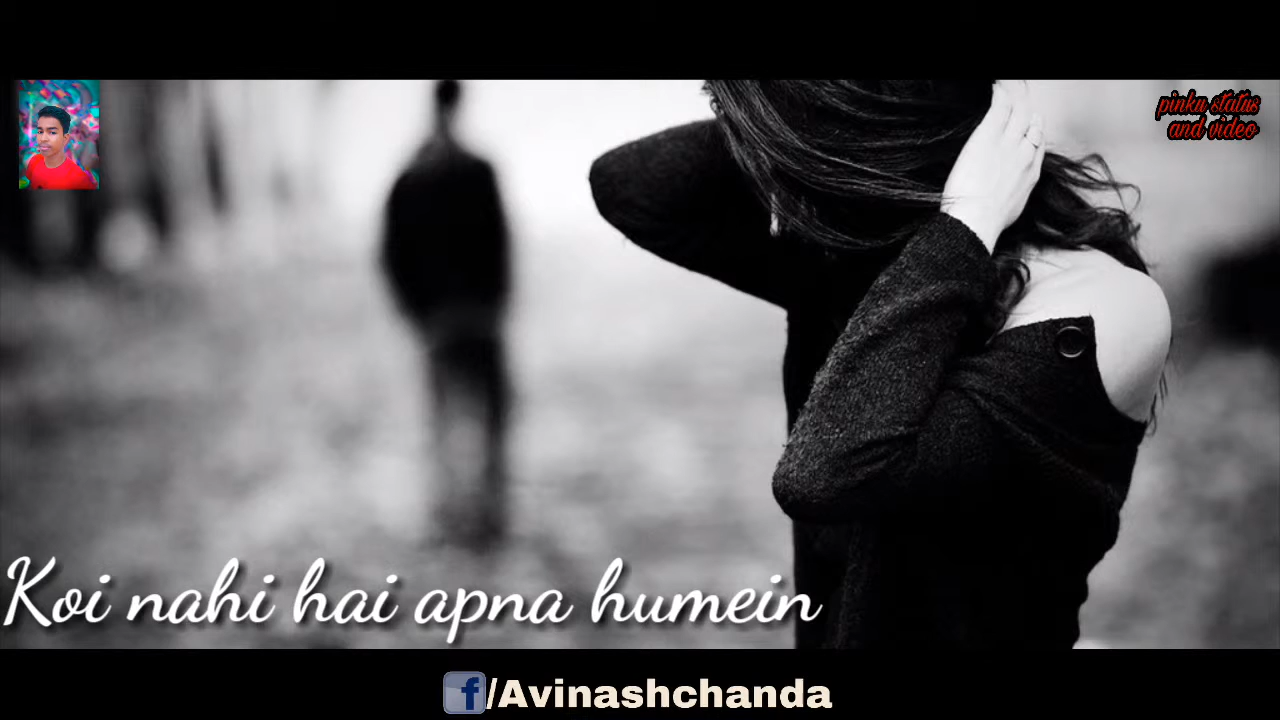 pinku status
and video
Koi nahi hai apna humein
f/Avinashchanda